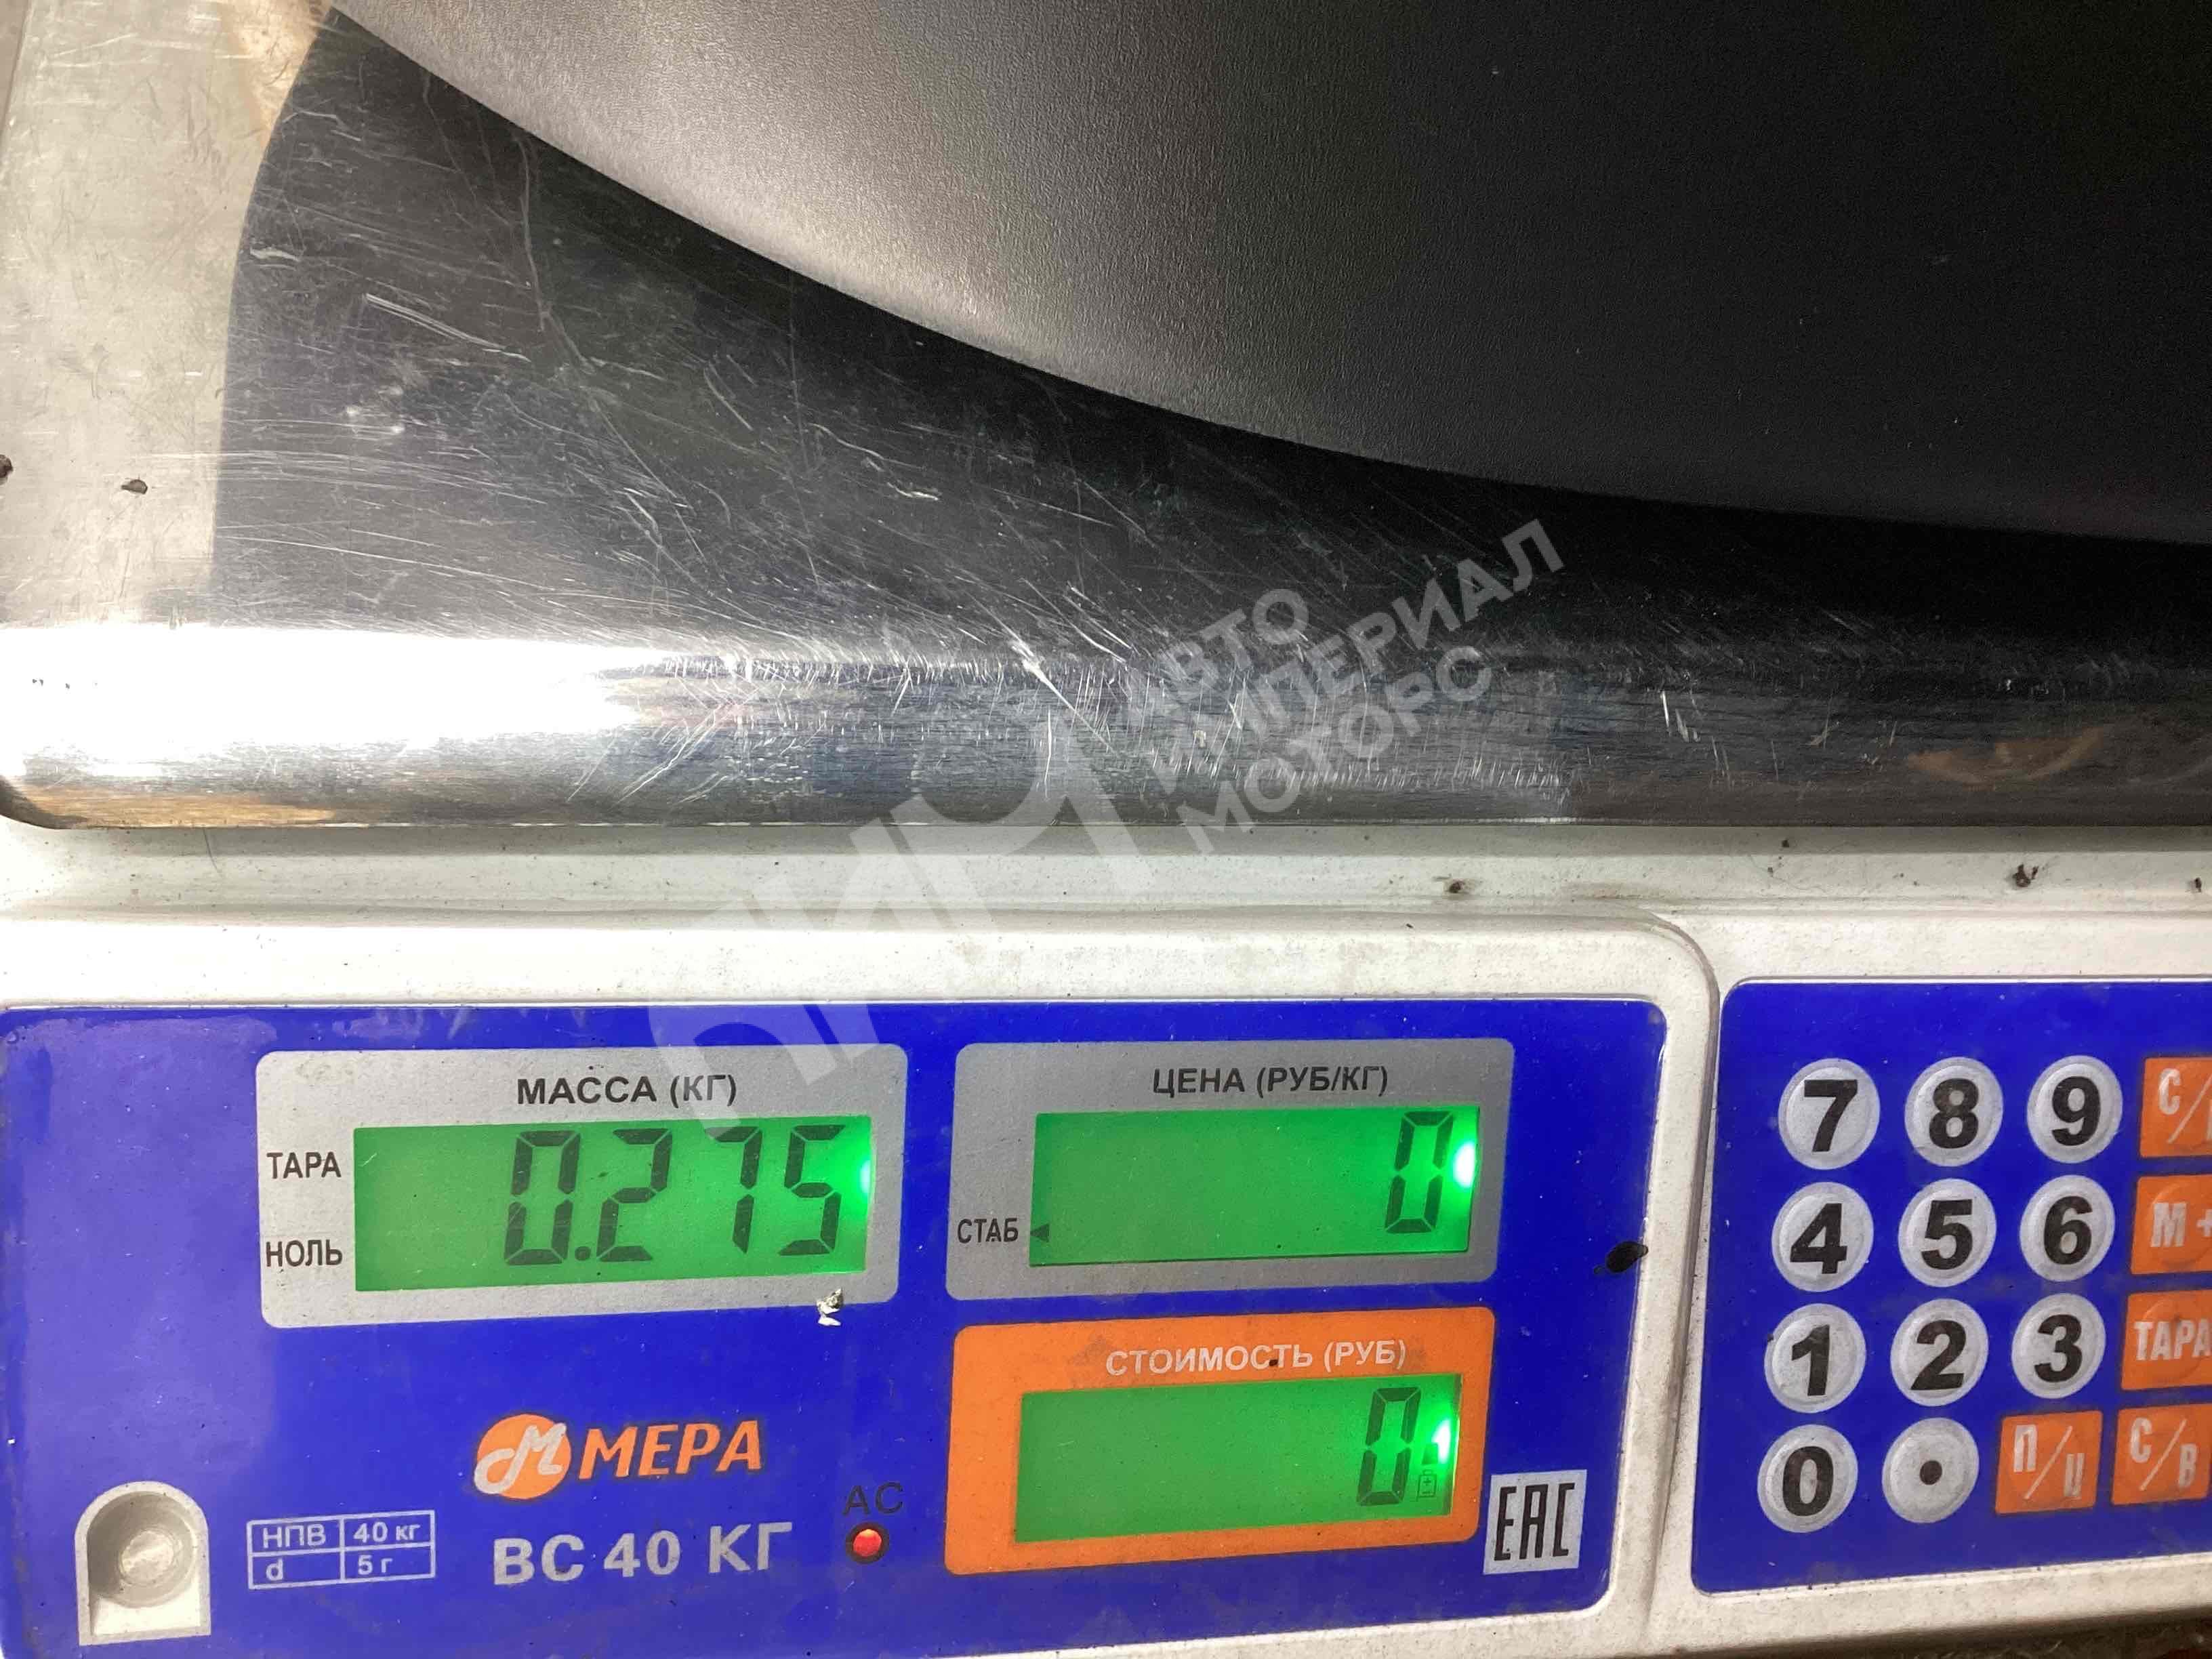 АВТО
ИМПЕРИАЛ
МОТОРС
МАССА (КГ)
ТАРА
НОЛЬ
0.275
ЦЕНА (РУБ/КГ)
СТАБ
0
СТОИМОСТЬ (РУБ)
0
МЕРА
ВС 40 КГ
AC
НПВ 40 кг
d 5 г
EAC
7 8 9
4 5 6 М+
1 2 3 ТАРА
0 . П/Ц С/В